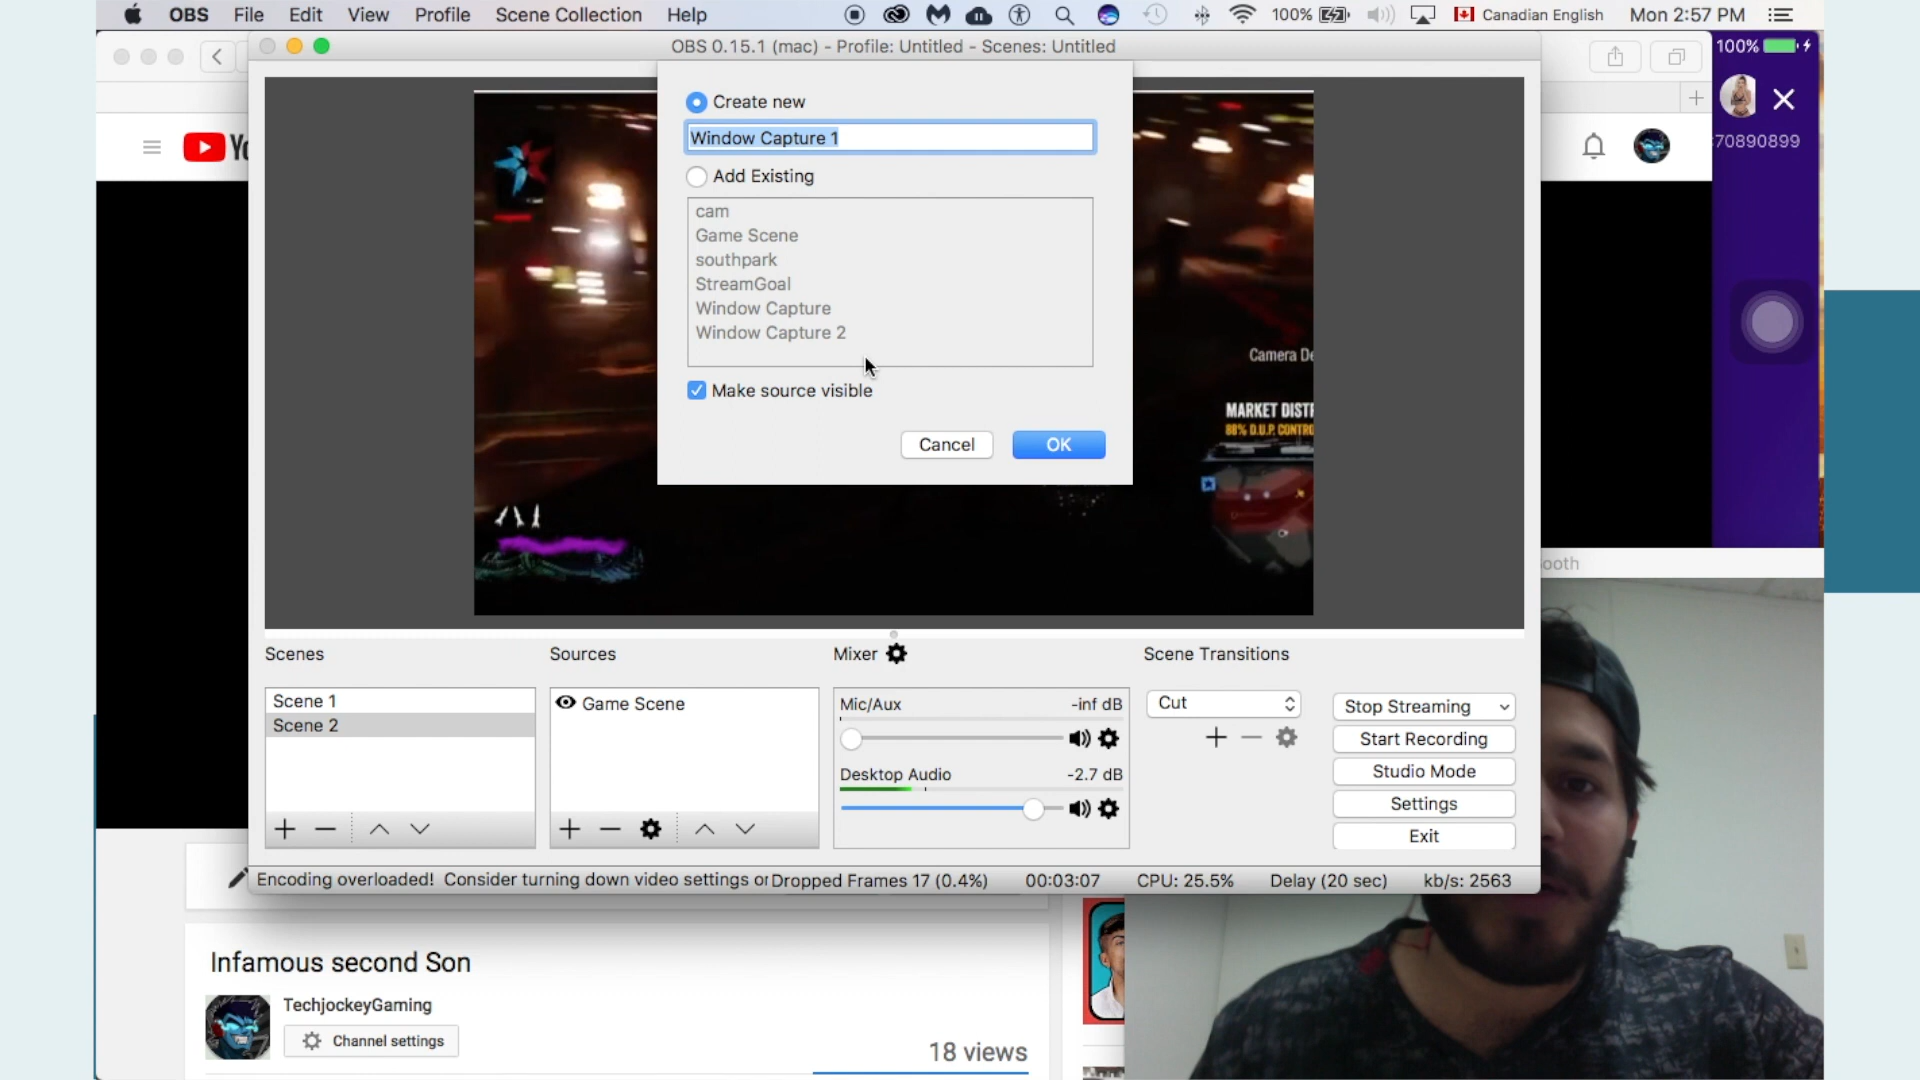 OBS File Edit View Profile Scene Collection Help 100% Canadian English Mon 2:57 PM
OBS 0.15.1 (mac) - Profile: Untitled - Scenes: Untitled
100%
70890899
Create new
Window Capture 1
Add Existing
cam
Game Scene
southpark
StreamGoal
Window Capture
Window Capture 2
Make source visible
Cancel OK
Camera De
MARKET DISTR
88% D.U.P. CONTRO
ooth
Scenes Sources Mixer Scene Transitions
Scene 1
Scene 2
Game Scene
Mic/Aux -inf dB
Desktop Audio -2.7 dB
Cut
Stop Streaming
Start Recording
Studio Mode
Settings
Exit
Encoding overloaded! Consider turning down video settings or Dropped Frames 17 (0.4%) 00:03:07 CPU: 25.5% Delay (20 sec) kb/s: 2563
Infamous second Son
TechjockeyGaming
Channel settings
18 views